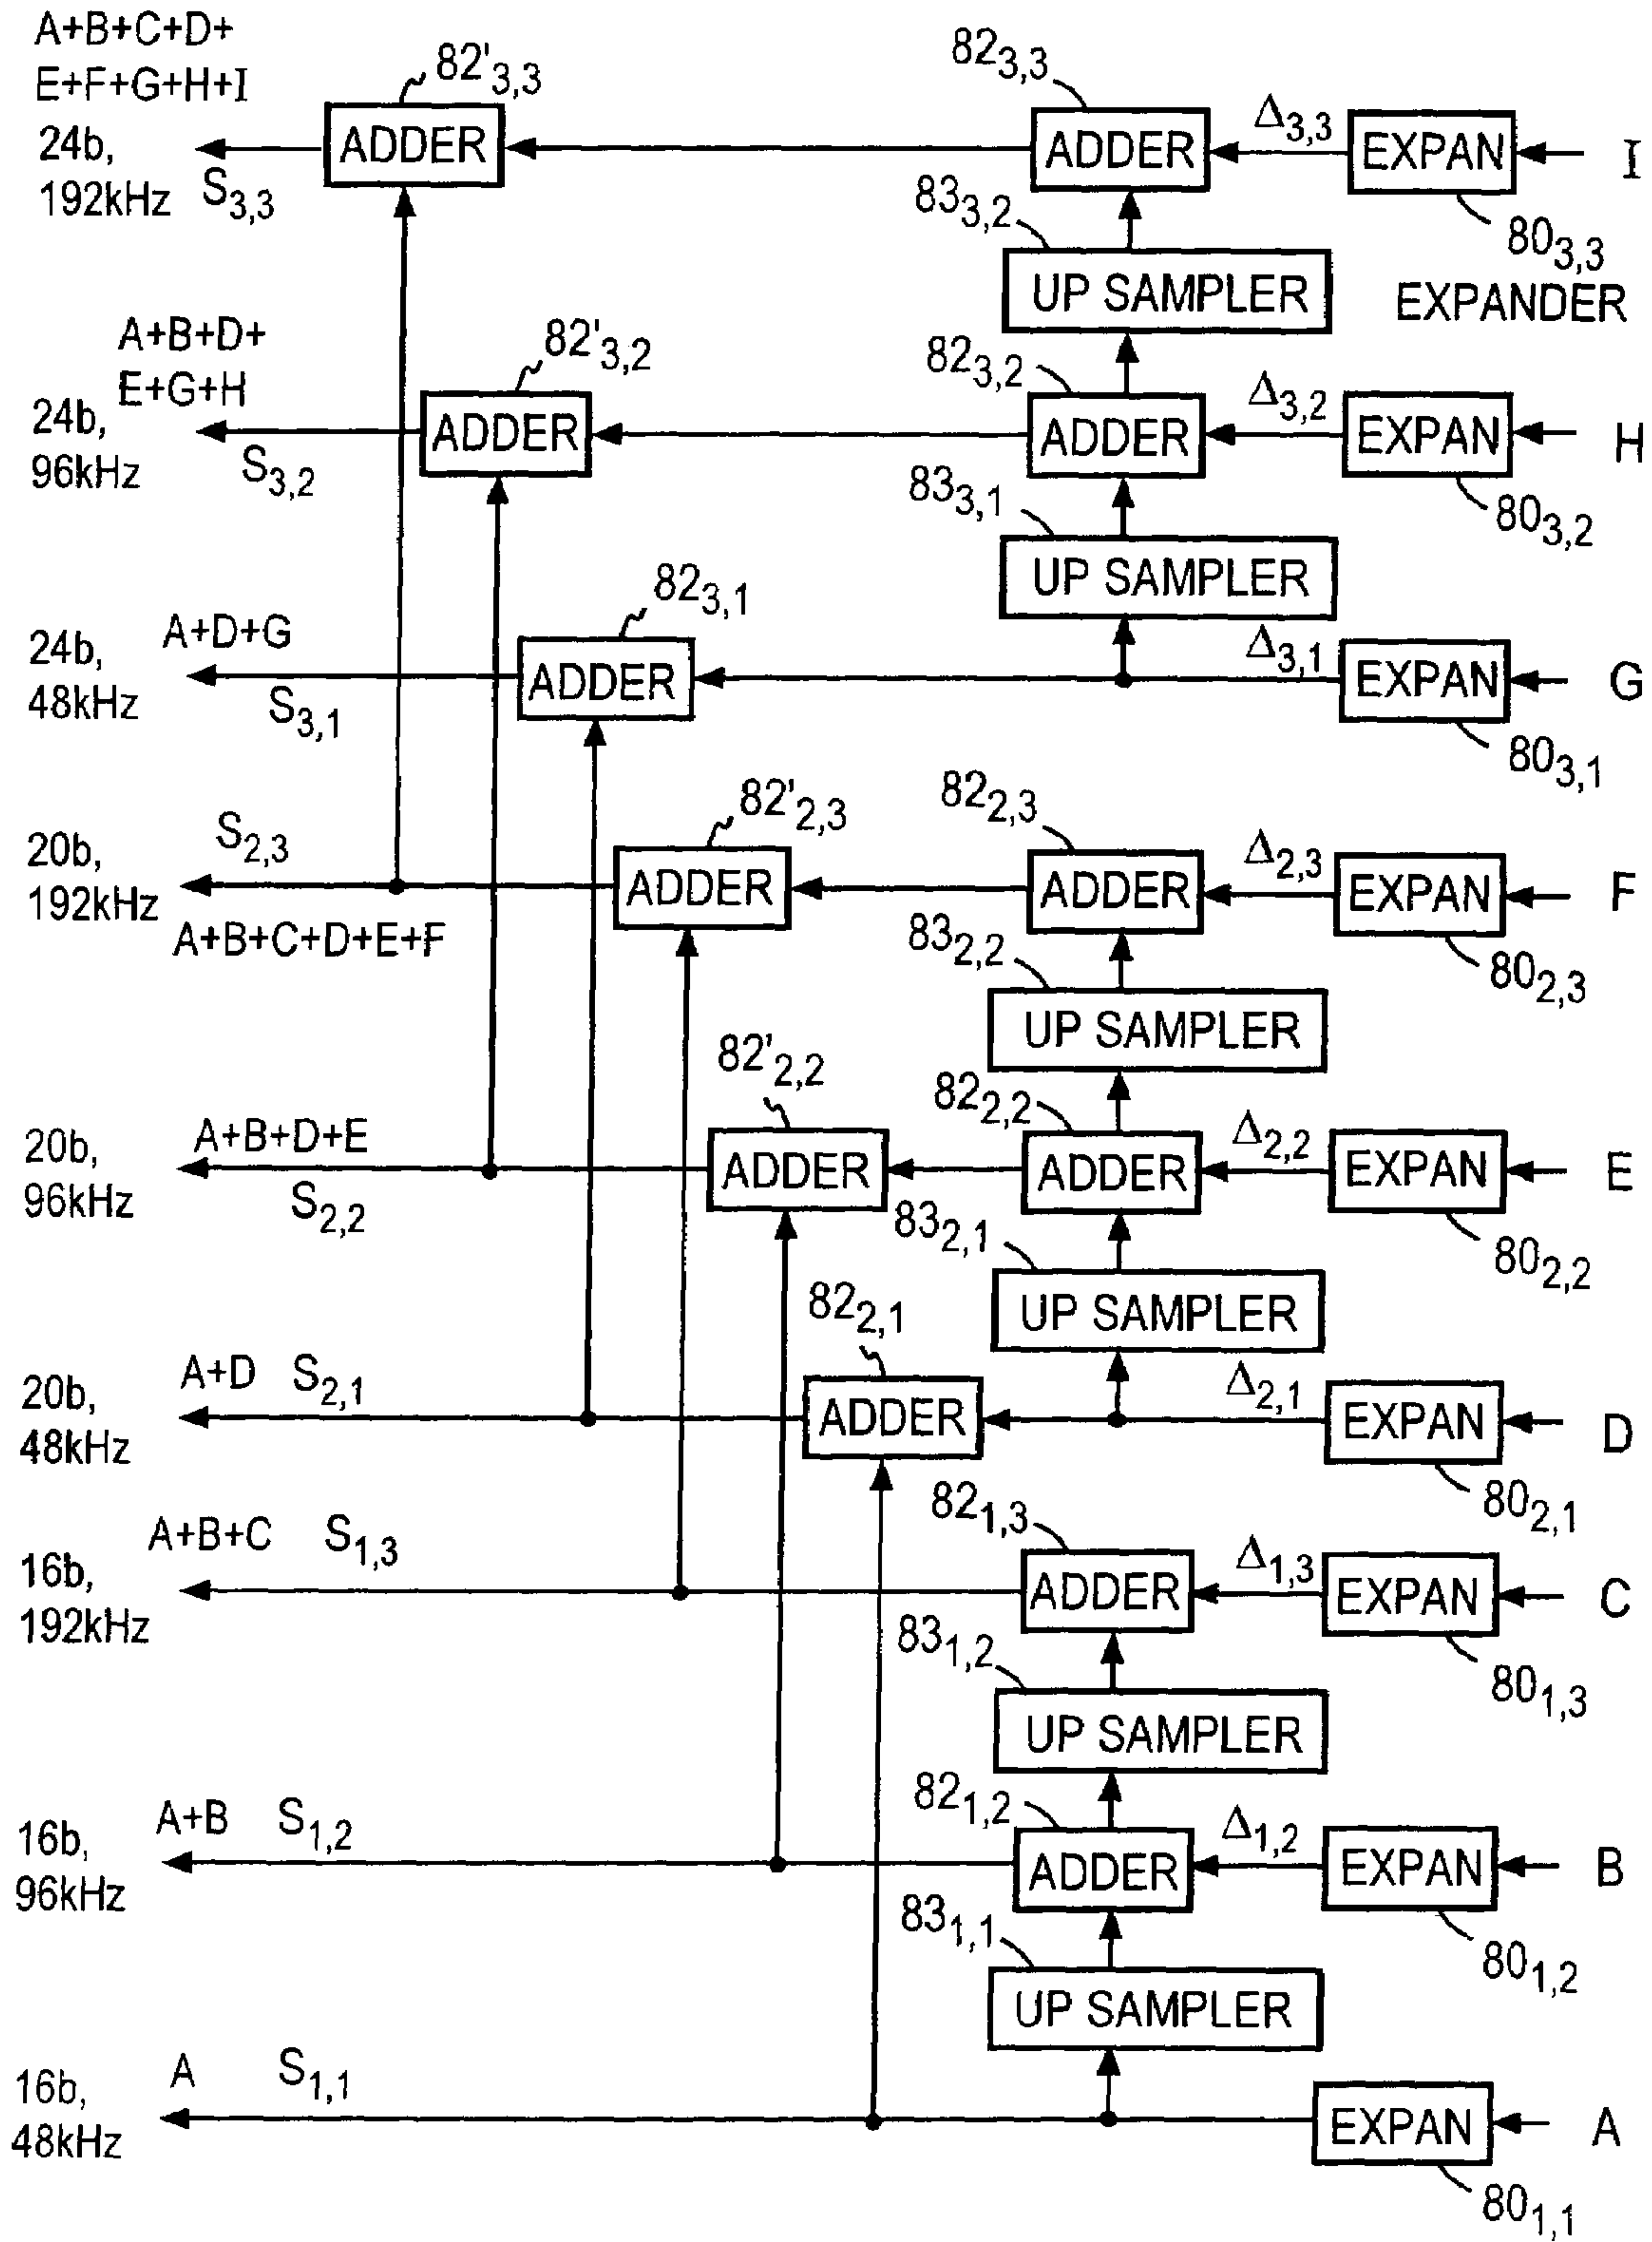 A+B+C+D+
E+F+G+H+I
24b,
192kHz
S3,3
82'3,3
ADDER
823,3
ADDER
Δ3,3
EXPAN
I
803,3
EXPANDER
833,2
UP SAMPLER
A+B+D+
E+G+H
24b,
96kHz
S3,2
82'3,2
ADDER
823,2
ADDER
Δ3,2
EXPAN
H
803,2
833,1
UP SAMPLER
A+D+G
24b,
48kHz
S3,1
823,1
ADDER
Δ3,1
EXPAN
G
803,1
20b,
192kHz
S2,3
A+B+C+D+E+F
82'2,3
ADDER
822,3
ADDER
Δ2,3
EXPAN
F
802,3
832,2
UP SAMPLER
20b,
96kHz
A+B+D+E
S2,2
82'2,2
ADDER
822,2
ADDER
Δ2,2
EXPAN
E
802,2
832,1
UP SAMPLER
20b,
48kHz
A+D S2,1
822,1
ADDER
Δ2,1
EXPAN
D
802,1
16b,
192kHz
A+B+C S1,3
821,3
ADDER
Δ1,3
EXPAN
C
801,3
831,2
UP SAMPLER
16b,
96kHz
A+B S1,2
821,2
ADDER
Δ1,2
EXPAN
B
801,2
831,1
UP SAMPLER
16b,
48kHz
A S1,1
EXPAN
A
801,1